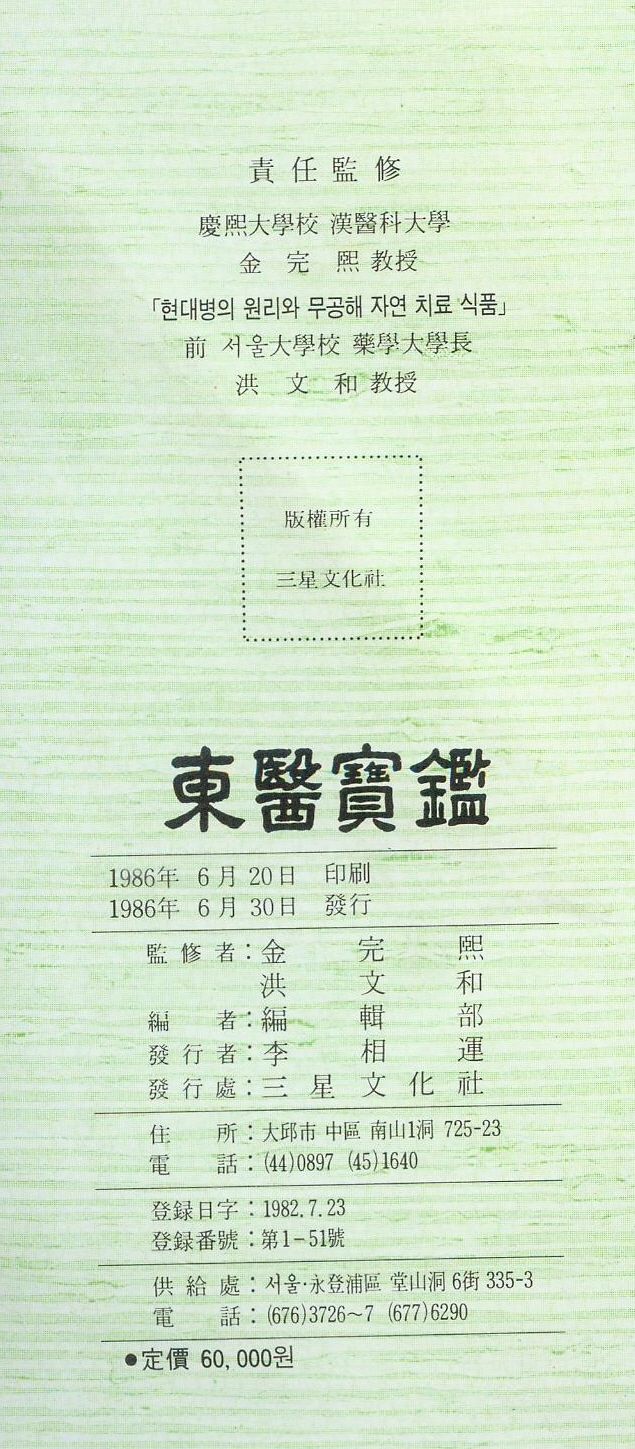 責任監修
慶熙大學校 漢醫科大學
金完熙 教授
「현대병의 원리와 무공해 자연 치료 식품」
前 서울大學校 藥學大學長
洪文和 教授
版權所有
三星文化社
東醫寶鑑
1986年 6月 20日 印刷
1986年 6月 30日 發行
監修者:金完熙
洪文和
編者:編輯部
發行者:李相運
發行處:三星文化社
住所:大邱市 中區 南山1洞 725-23
電話:(44)0897 (45)1640
登録日字:1982.7.23
登録番號:第1-51號
供給處:서울·永登浦區 堂山洞 6街 335-3
電話:(676)3726~7 (677)6290
●定價 60,000원